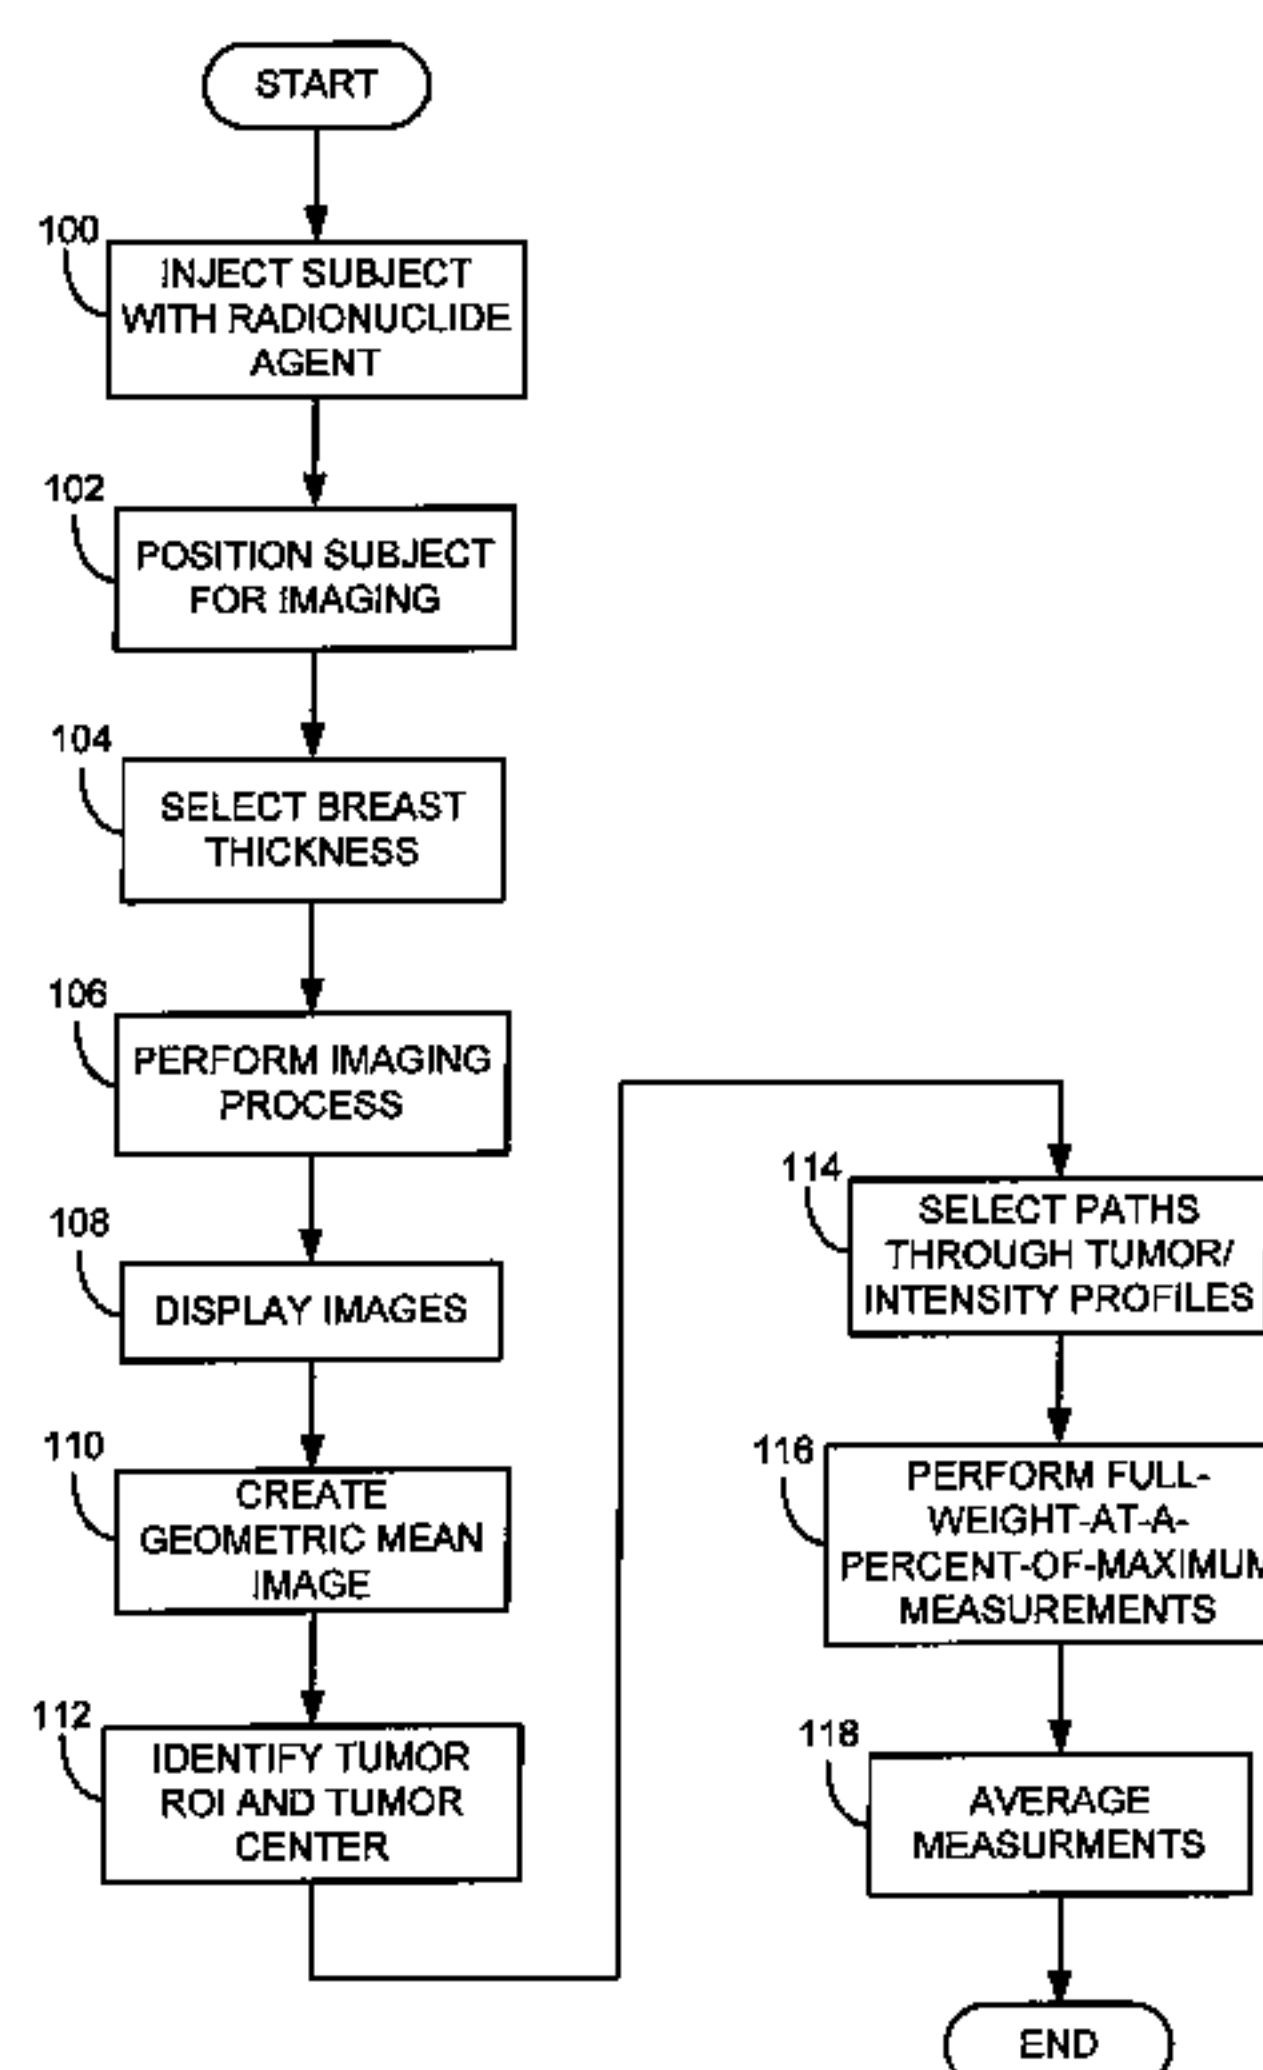 START
100
INJECT SUBJECT
WITH RADIONUCLIDE
AGENT
102
POSITION SUBJECT
FOR IMAGING
104
SELECT BREAST
THICKNESS
106
PERFORM IMAGING
PROCESS
108
DISPLAY IMAGES
110
CREATE
GEOMETRIC MEAN
IMAGE
112
IDENTIFY TUMOR
ROI AND TUMOR
CENTER
114
SELECT PATHS
THROUGH TUMOR/
INTENSITY PROFILES
116
PERFORM FULL-
WEIGHT-AT-A-
PERCENT-OF-MAXIMUM
MEASUREMENTS
118
AVERAGE
MEASURMENTS
END